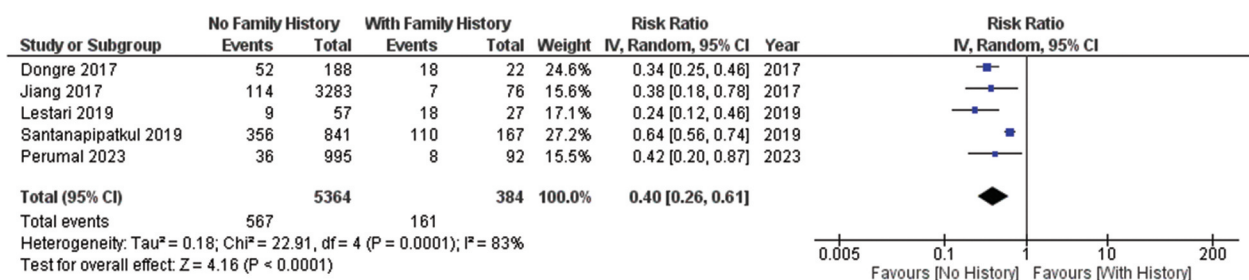 No Family History With Family History Risk Ratio Risk Ratio
Study or Subgroup Events Total Events Total Weight IV, Random, 95% CI Year IV, Random, 95% CI
Dongre 2017 52 188 18 22 24.6% 0.34 [0.25, 0.46] 2017
Jiang 2017 114 3283 7 76 15.6% 0.38 [0.18, 0.78] 2017
Lestari 2019 9 57 18 27 17.1% 0.24 [0.12, 0.46] 2019
Santanapipatkul 2019 356 841 110 167 27.2% 0.64 [0.56, 0.74] 2019
Perumal 2023 36 995 8 92 15.5% 0.42 [0.20, 0.87] 2023
Total (95% CI) 5364 384 100.0% 0.40 [0.26, 0.61]
Total events 567 161
Heterogeneity: Tau² = 0.18; Chi² = 22.91, df = 4 (P = 0.0001); I² = 83%
Test for overall effect: Z = 4.16 (P < 0.0001)
0.005 0.1 1 10 200
Favours [No History] Favours [With History]